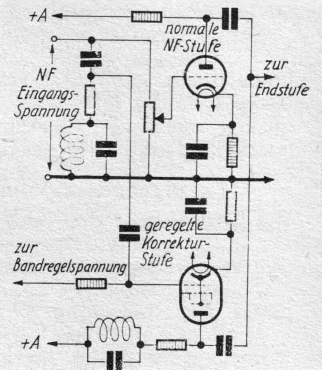 +A
normale
NF-Stufe
NF
Eingangs-
Spannung
zur
Endstufe
geregelte
Korrektur-
Stufe
zur
Bandregelspannung
+A